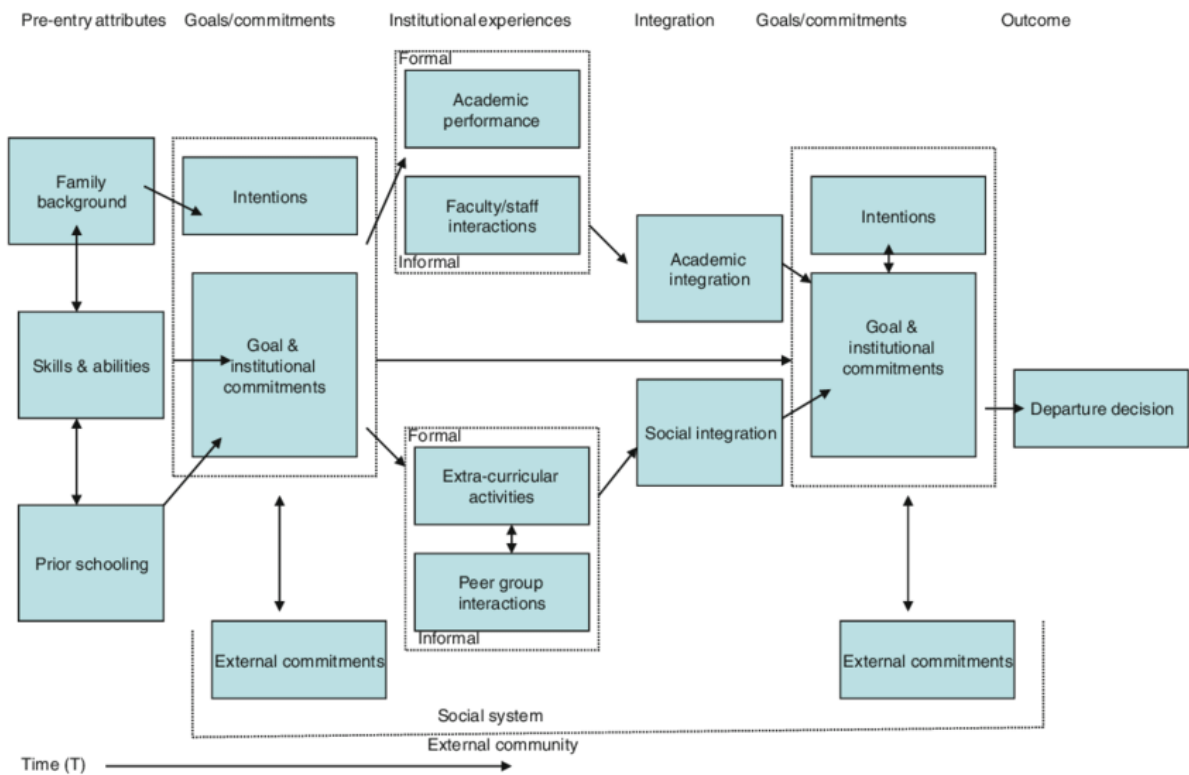 Pre-entry attributes
Goals/commitments
Institutional experiences
Integration
Goals/commitments
Outcome
Family
background
Skills & abilities
Prior schooling
Intentions
Goal &
institutional
commitments
External commitments
Formal
Academic
performance
Faculty/staff
interactions
Informal
Formal
Extra-curricular
activities
Peer group
interactions
Informal
Academic
integration
Social integration
Intentions
Goal &
institutional
commitments
External commitments
Departure decision
Social system
External community
Time (T)